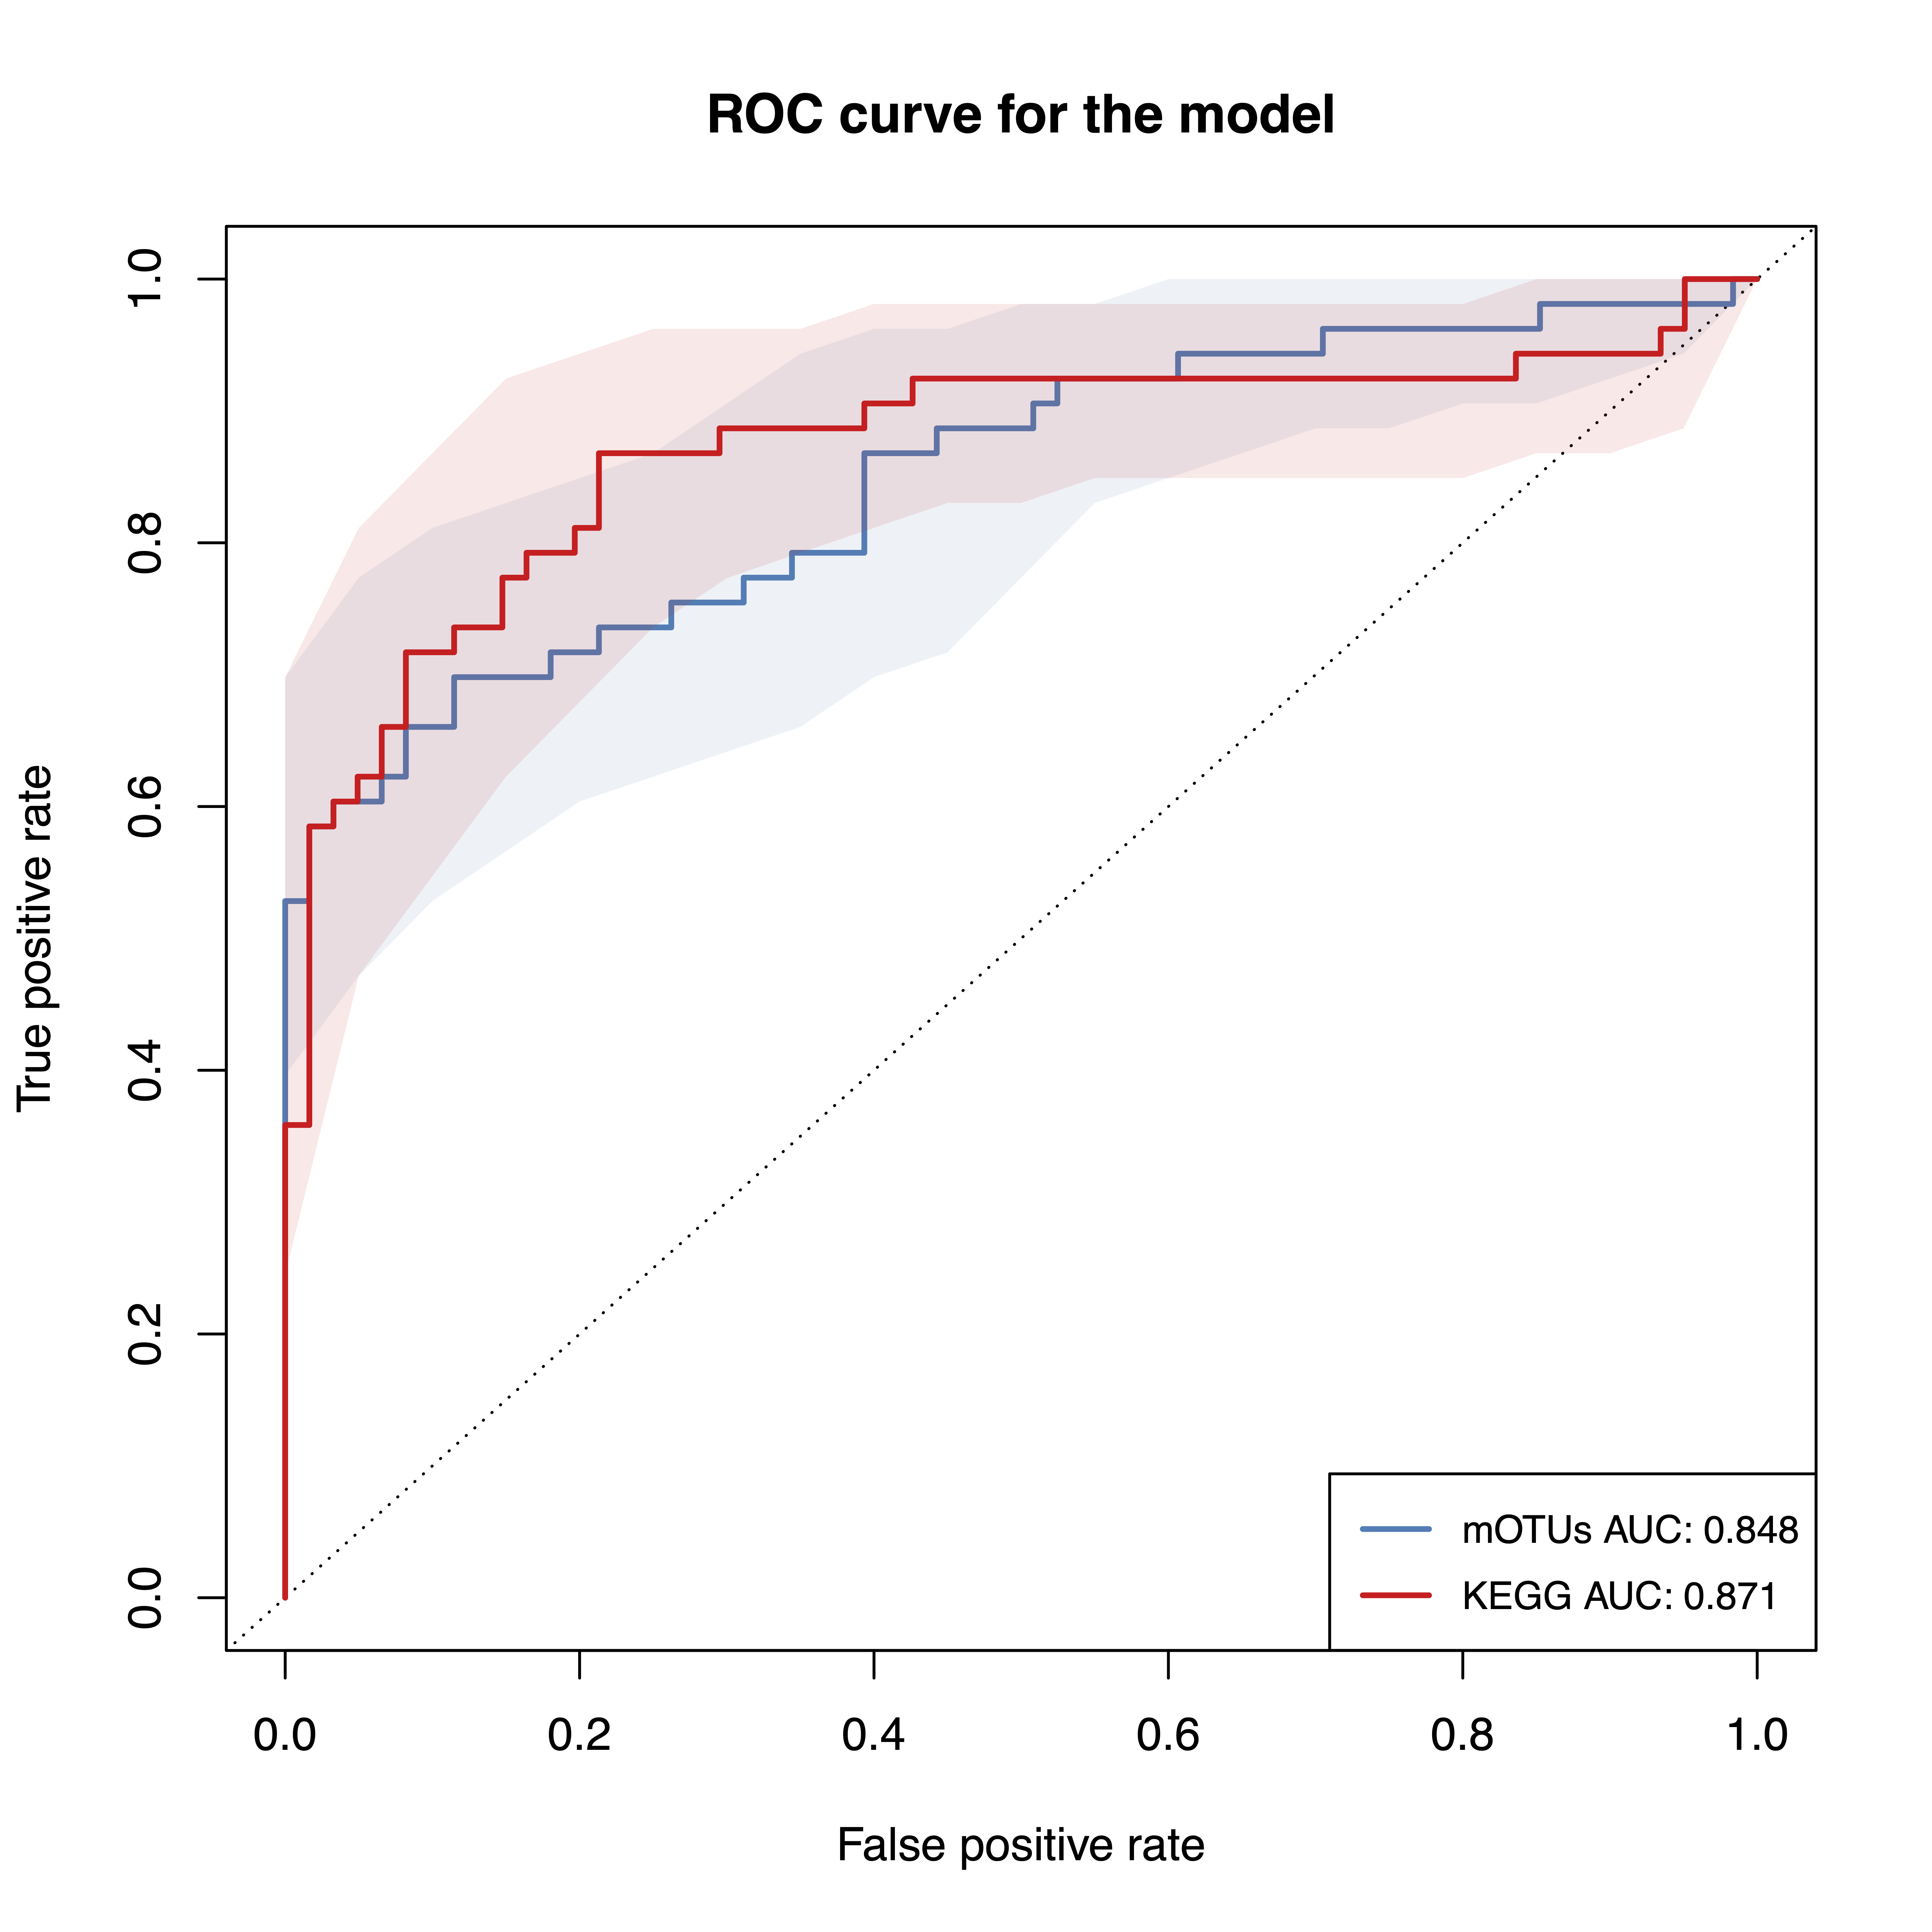 ROC curve for the model
True positive rate
1.0
0.8
0.6
0.4
0.2
0.0
mOTUs AUC: 0.848
KEGG AUC: 0.871
0.0 0.2 0.4 0.6 0.8 1.0
False positive rate